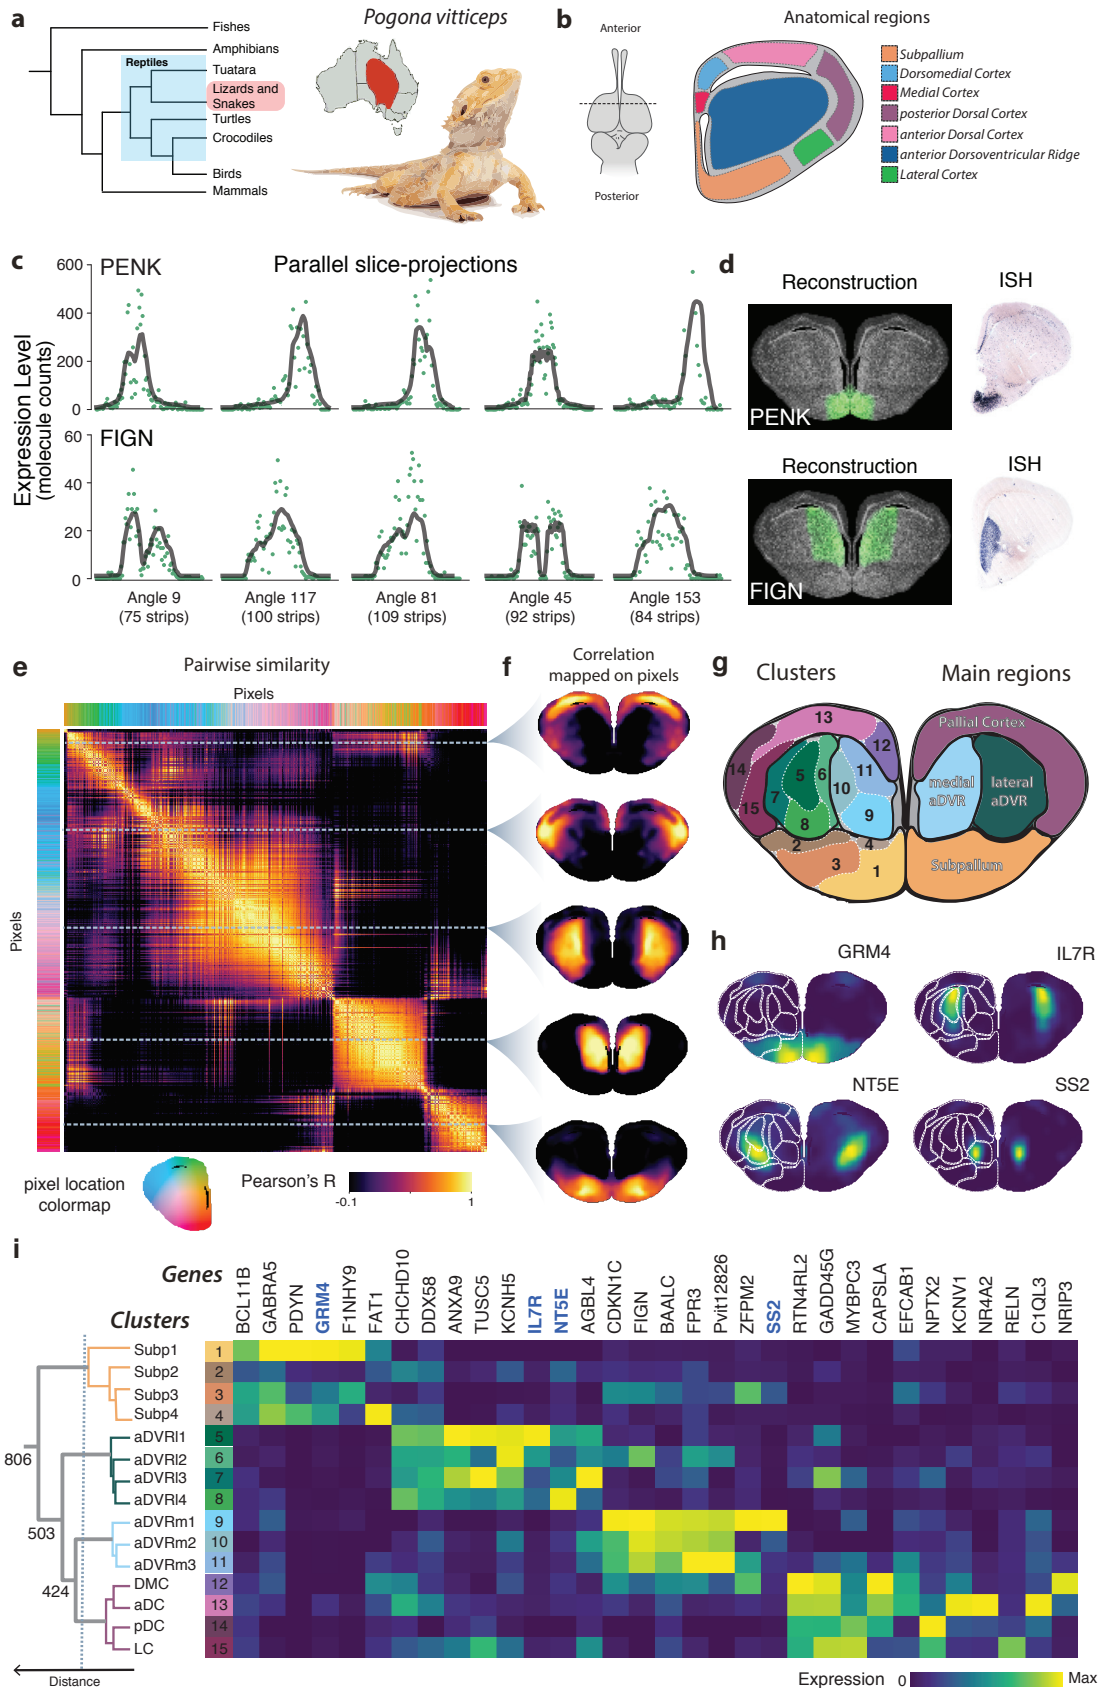 a
Pogona vitticeps
Fishes
Amphibians
Reptiles
Tuatara
Lizards and
Snakes
Turtles
Crocodiles
Birds
Mammals
b
Anatomical regions
Anterior
Posterior
Subpallium
Dorsomedial Cortex
Medial Cortex
posterior Dorsal Cortex
anterior Dorsal Cortex
anterior Dorsoventricular Ridge
Lateral Cortex
c
Parallel slice-projections
Expression Level
(molecule counts)
PENK
600
400
200
0
FIGN
60
40
20
0
Angle 9
(75 strips)
Angle 117
(100 strips)
Angle 81
(109 strips)
Angle 45
(92 strips)
Angle 153
(84 strips)
d
Reconstruction
ISH
PENK
Reconstruction
ISH
FIGN
e
Pairwise similarity
Pixels
Pixels
pixel location
colormap
Pearson's R
-0.1
1
f
Correlation
mapped on pixels
g
Clusters
Main regions
13
12
14
5
6
11
10
7
15
8
9
2
4
3
1
Pallial Cortex
medial
aDVR
lateral
aDVR
Subpallum
h
GRM4
IL7R
NT5E
SS2
i
Genes
BCL11B
GABRA5
PDYN
GRM4
F1NHY9
FAT1
CHCHD10
DDX58
ANXA9
TUSC5
KCNH5
IL7R
NT5E
AGBL4
CDKN1C
FIGN
BAALC
FPR3
Pvit12826
ZFPM2
SS2
RTN4RL2
GADD45G
MYBPC3
CAPSLA
EFCAB1
NPTX2
KCNV1
NR4A2
RELN
C1QL3
NRIP3
Clusters
Subp1 1
Subp2 2
Subp3 3
Subp4 4
aDVRl1 5
aDVRl2 6
aDVRl3 7
aDVRl4 8
aDVRm1 9
aDVRm2 10
aDVRm3 11
DMC 12
aDC 13
pDC 14
LC 15
806
503
424
Distance
Expression 0 Max